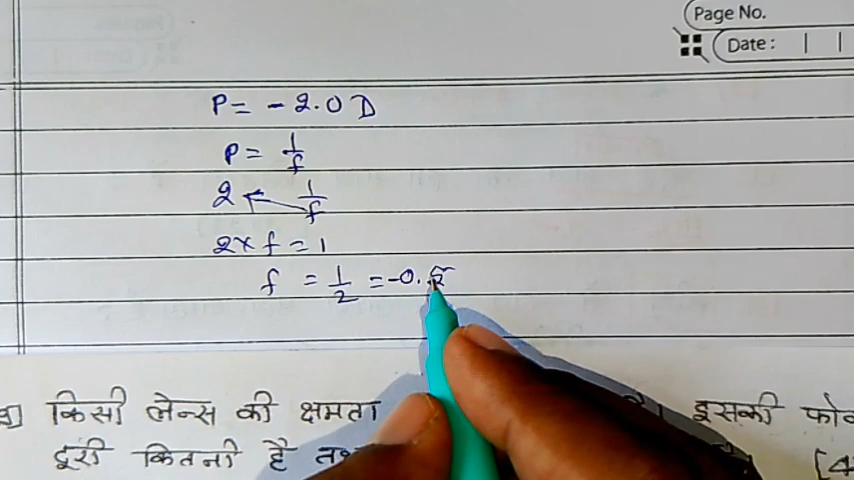 Page No.
Date: | |
P = - 2.0 D
P = 1/f
2 ← 1/f
2 × f = 1
f = 1/2 = -0.5
किसी लेन्स की क्षमता इसकी
दूरी कितनी है